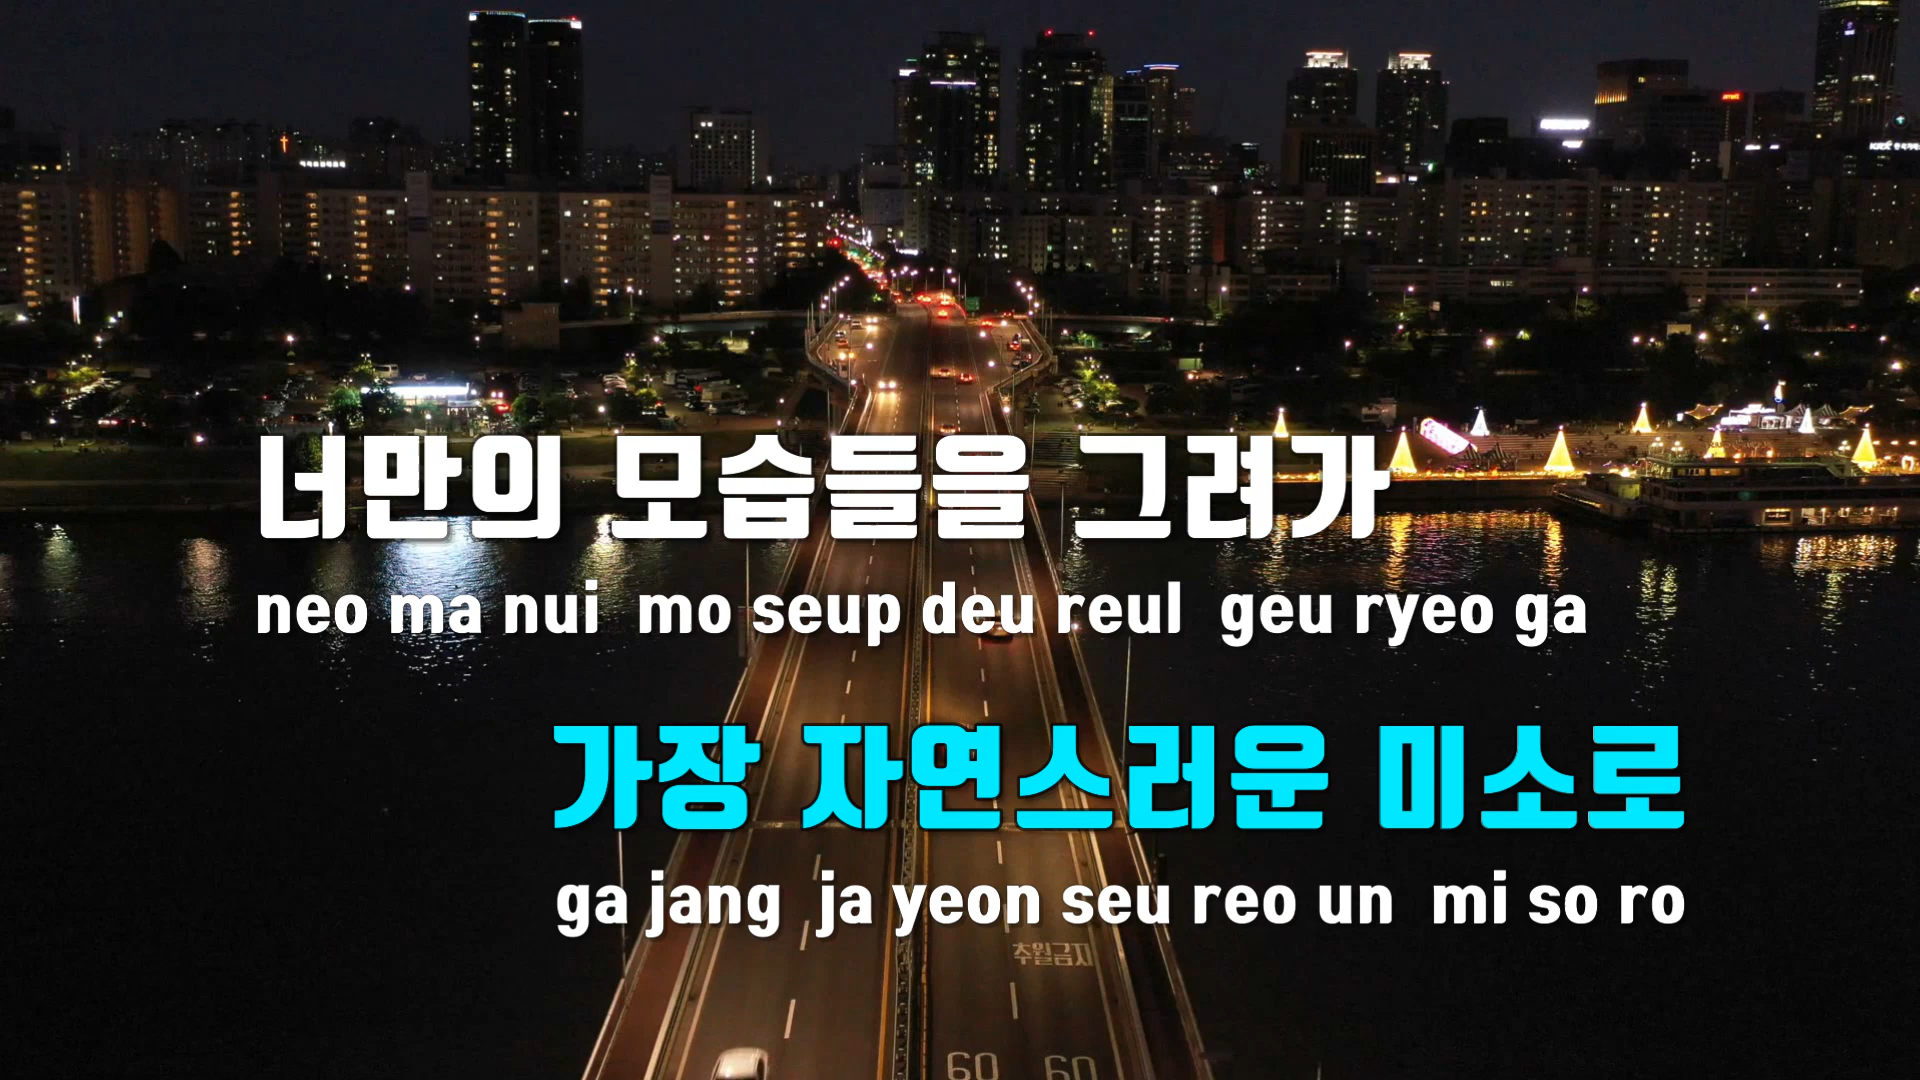 너만의 모습들을 그려가
neo ma nui mo seup deu reul geu ryeo ga
가장 자연스러운 미소로
ga jang ja yeon seu reo un mi so ro
추월금지
60 60